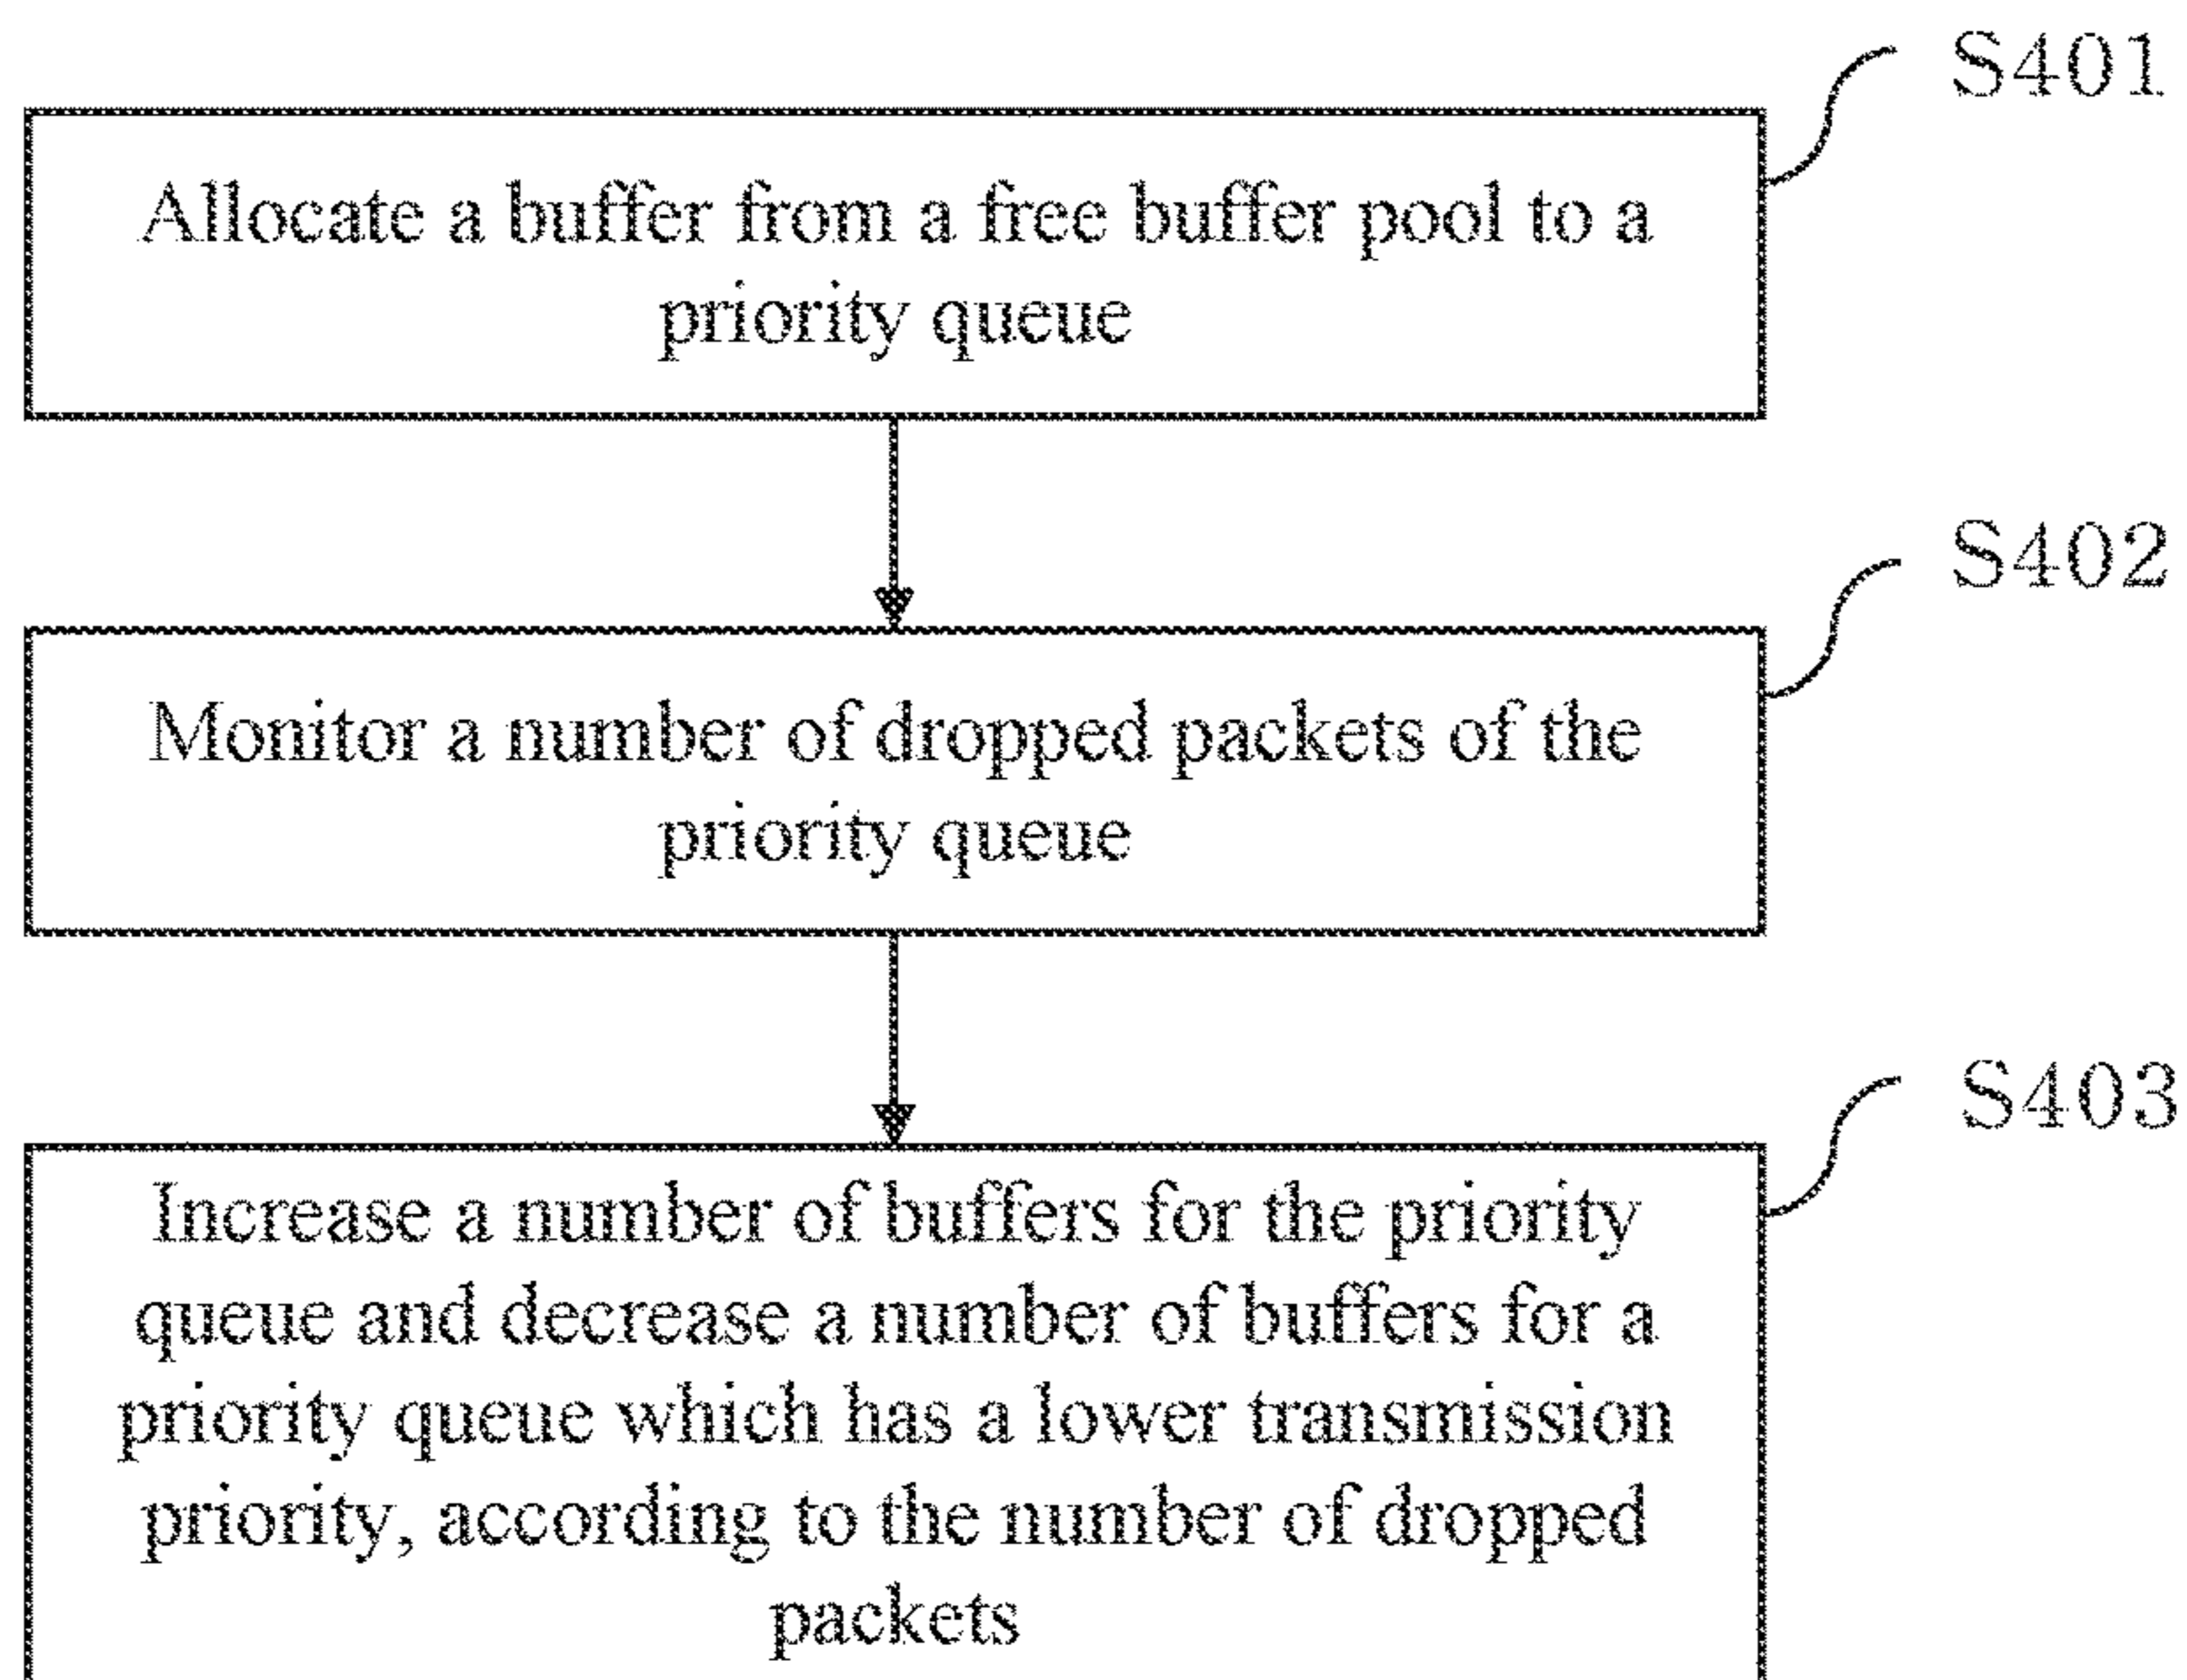 S401
Allocate a buffer from a free buffer pool to a
priority queue
S402
Monitor a number of dropped packets of the
priority queue
S403
Increase a number of buffers for the priority
queue and decrease a number of buffers for a
priority queue which has a lower transmission
priority, according to the number of dropped
packets